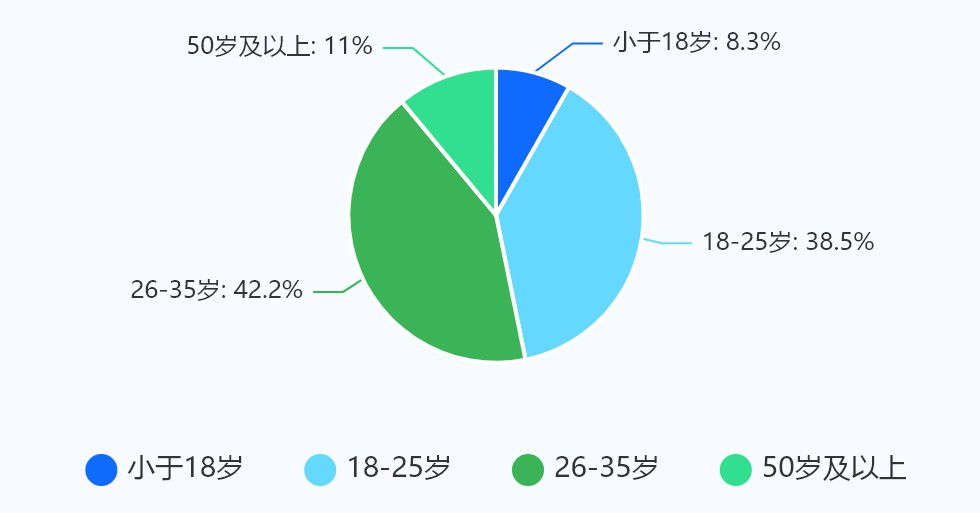 50岁及以上: 11%
小于18岁: 8.3%
18-25岁: 38.5%
26-35岁: 42.2%
小于18岁
18-25岁
26-35岁
50岁及以上